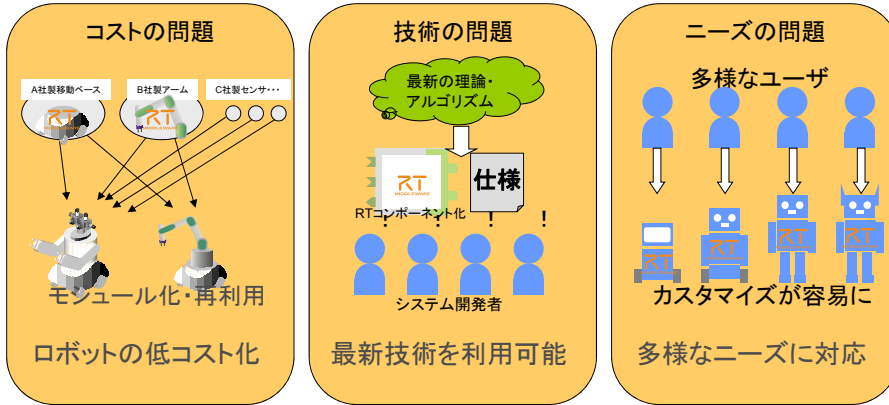 コストの問題
A社製移動ベース
B社製アーム
C社製センサ・・・
RT
MIDDLEWARE
RT
MIDDLEWARE
モジュール化・再利用
ロボットの低コスト化
技術の問題
最新の理論・
アルゴリズム
RT
MIDDLEWARE
仕様
RTコンポーネント化
! ! ! !
システム開発者
最新技術を利用可能
ニーズの問題
多様なユーザ
RT
RT
RT
RT
カスタマイズが容易に
多様なニーズに対応